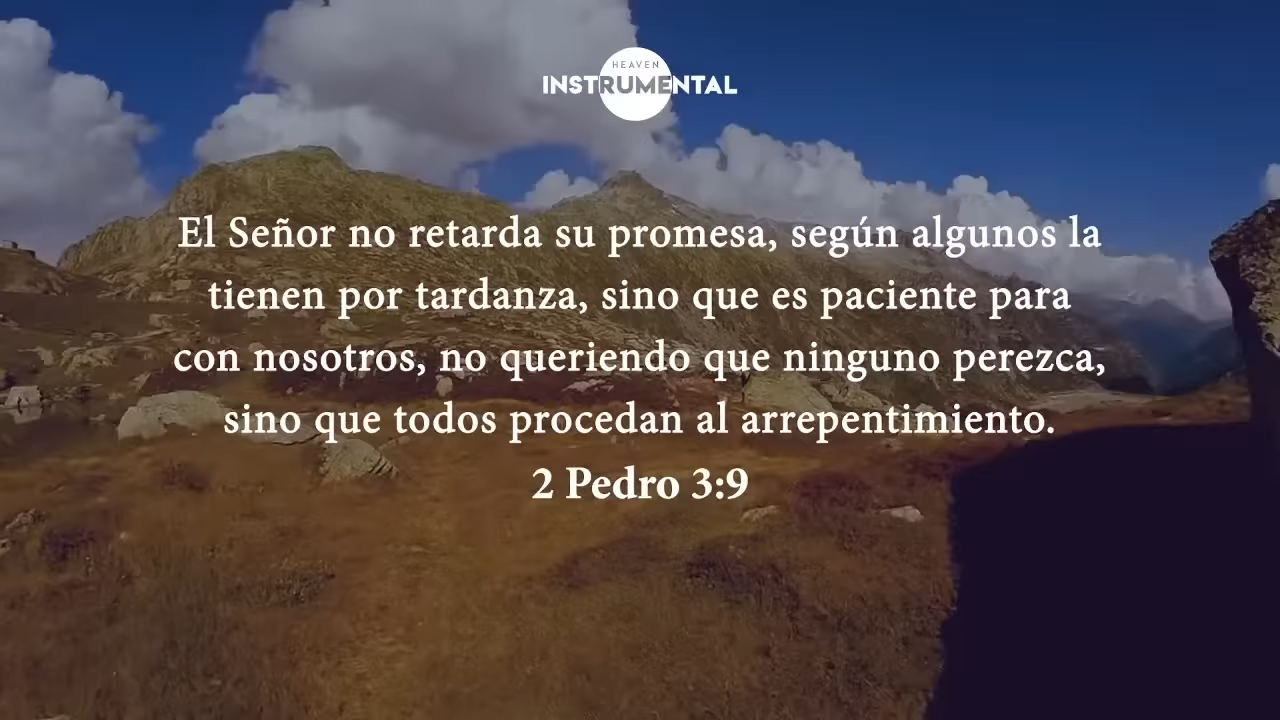 HEAVEN
INSTRUMENTAL
El Señor no retarda su promesa, según algunos la
tienen por tardanza, sino que es paciente para
con nosotros, no queriendo que ninguno perezca,
sino que todos procedan al arrepentimiento.
2 Pedro 3:9